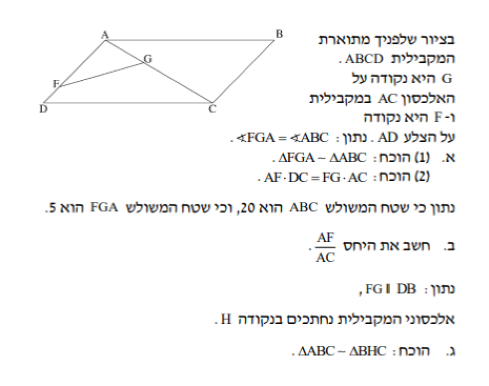 A
B
G
F
D
C
בציור שלפניך מתוארת
המקבילית ABCD .
G היא נקודה על
האלכסון AC במקבילית
ו- F היא נקודה
על הצלע AD . נתון : ∢FGA = ∢ABC .
א. (1) הוכח : ΔFGA ~ ΔABC .
(2) הוכח : AF · DC = FG · AC .
נתון כי שטח המשולש ABC הוא 20, וכי שטח המשולש FGA הוא 5.
ב. חשב את היחס AF/AC .
נתון : FG ∥ DB ,
אלכסוני המקבילית נחתכים בנקודה H .
ג. הוכח : ΔABC ~ ΔBHC .